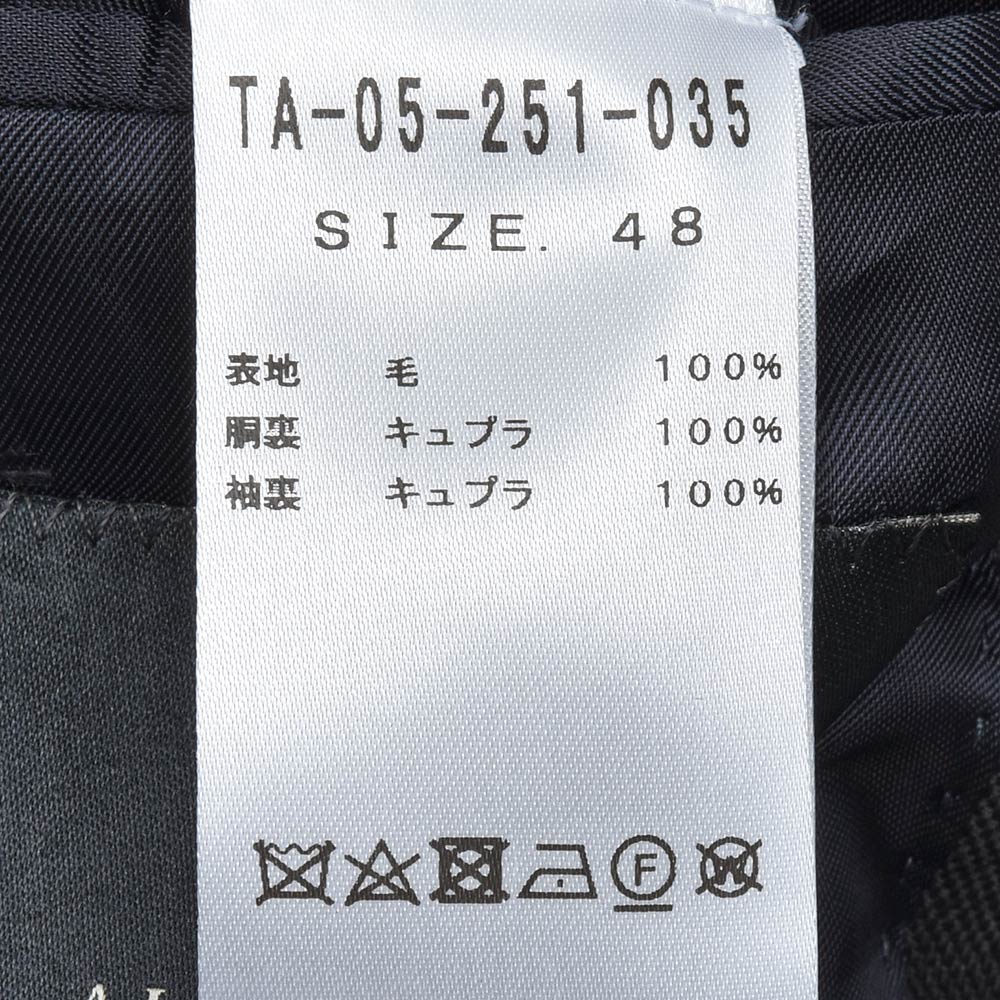 TA-05-251-035
SIZE. 48
表地 毛 100%
胴裏 キュプラ 100%
袖裏 キュプラ 100%
F
W